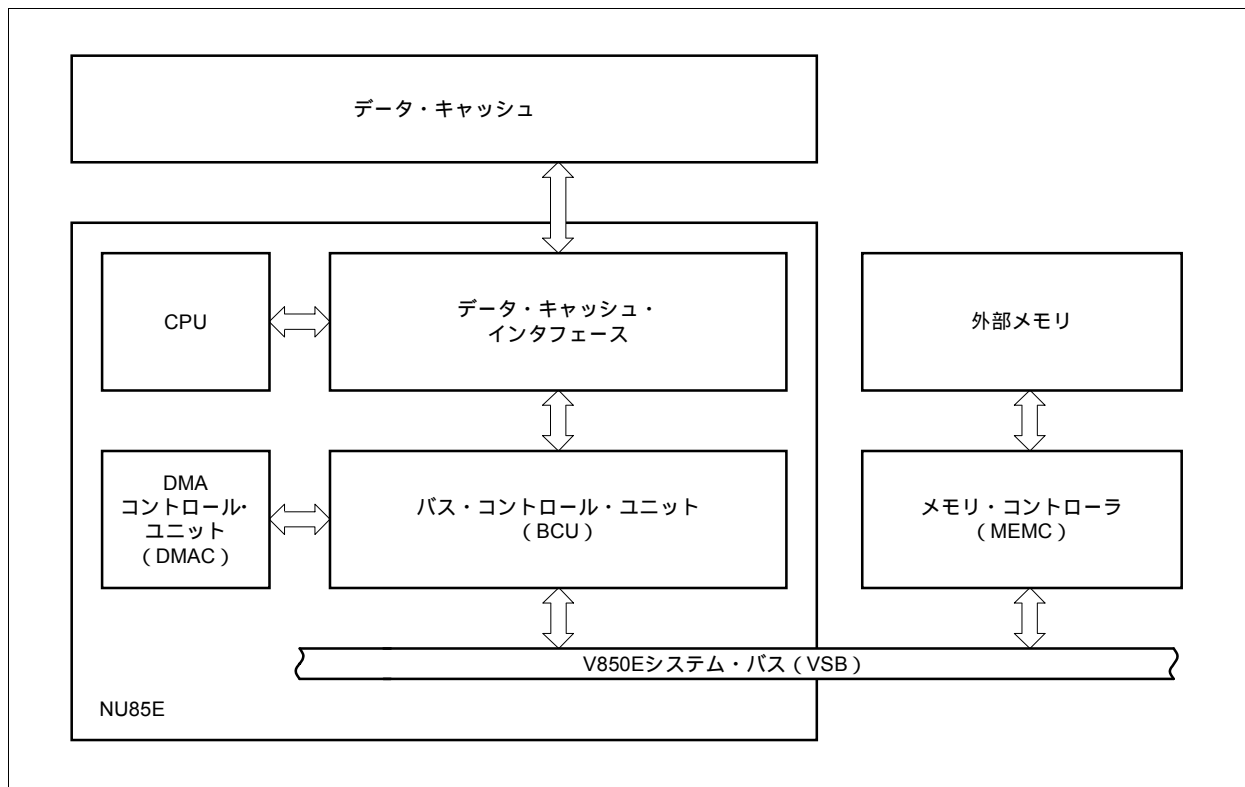 データ・キャッシュ
CPU
データ・キャッシュ・
インタフェース
外部メモリ
DMA
コントロール・
ユニット
（DMAC）
バス・コントロール・ユニット
（BCU）
メモリ・コントローラ
（MEMC）
V850Eシステム・バス（VSB）
NU85E